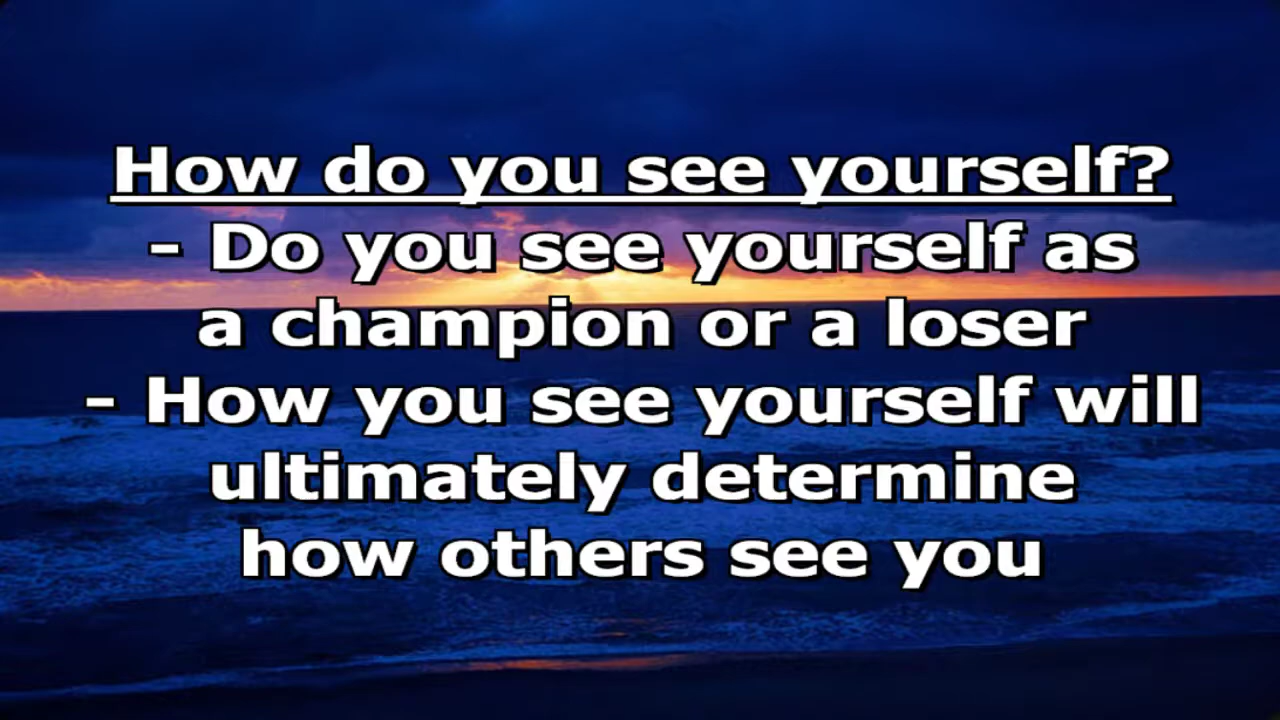 How do you see yourself?
- Do you see yourself as
a champion or a loser
- How you see yourself will
ultimately determine
how others see you